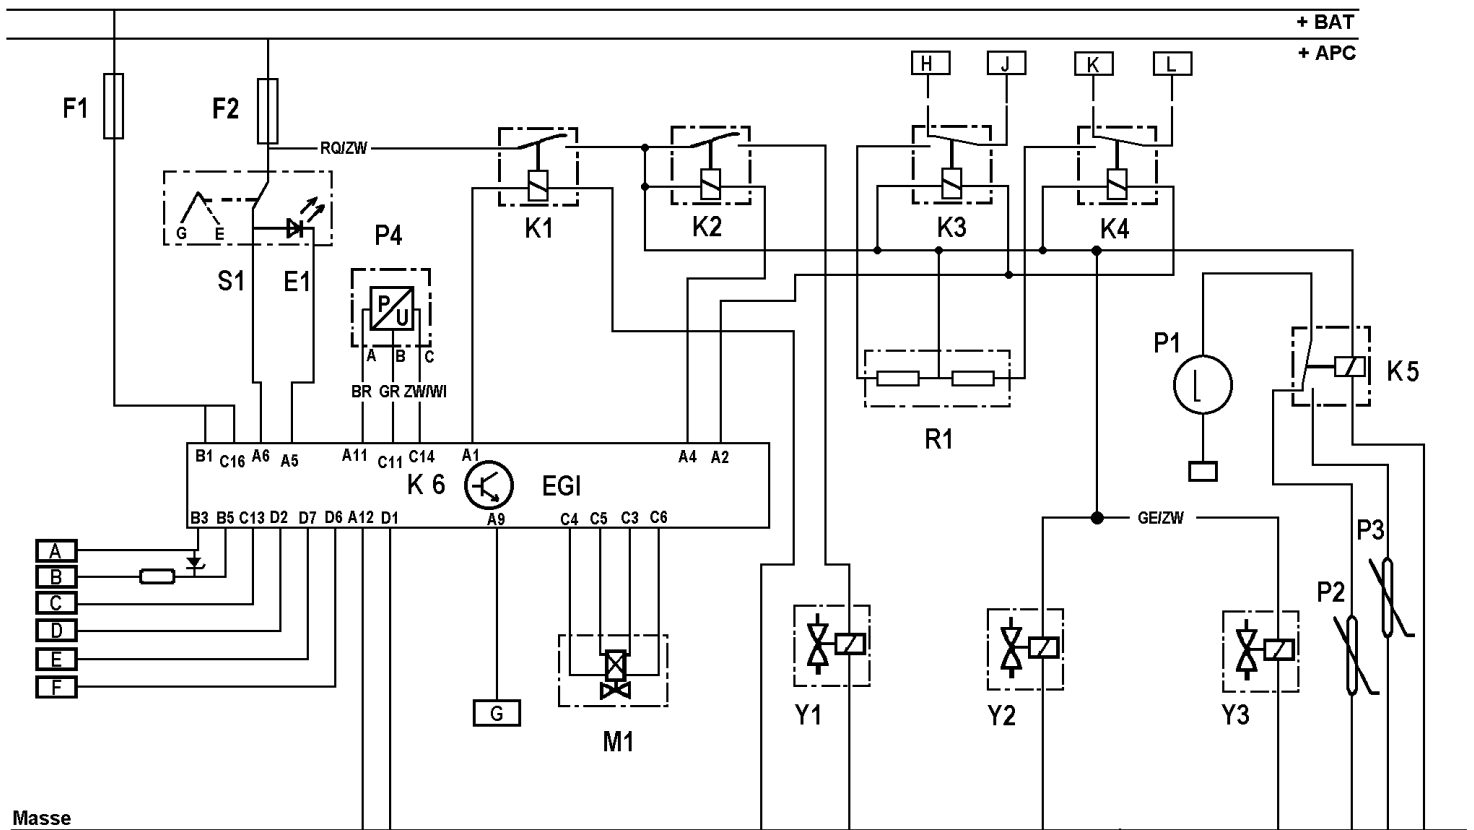 + BAT
+ APC
H J K L
F1 F2
RQ/ZW
K1 K2 K3 K4
G E
P4
S1 E1
P
U
A B C
BR GR ZW/WI
P1
K5
R1
B1 C16 A6 A5 A11 C11 C14 A1 A4 A2
K 6 EGI
B3 B5 C13 D2 D7 D6 A12 D1 A9 C4 C5 C3 C6
GE/ZW
P3
A
B
P2
C
D
E
F
G
M1
Y1 Y2 Y3
Masse